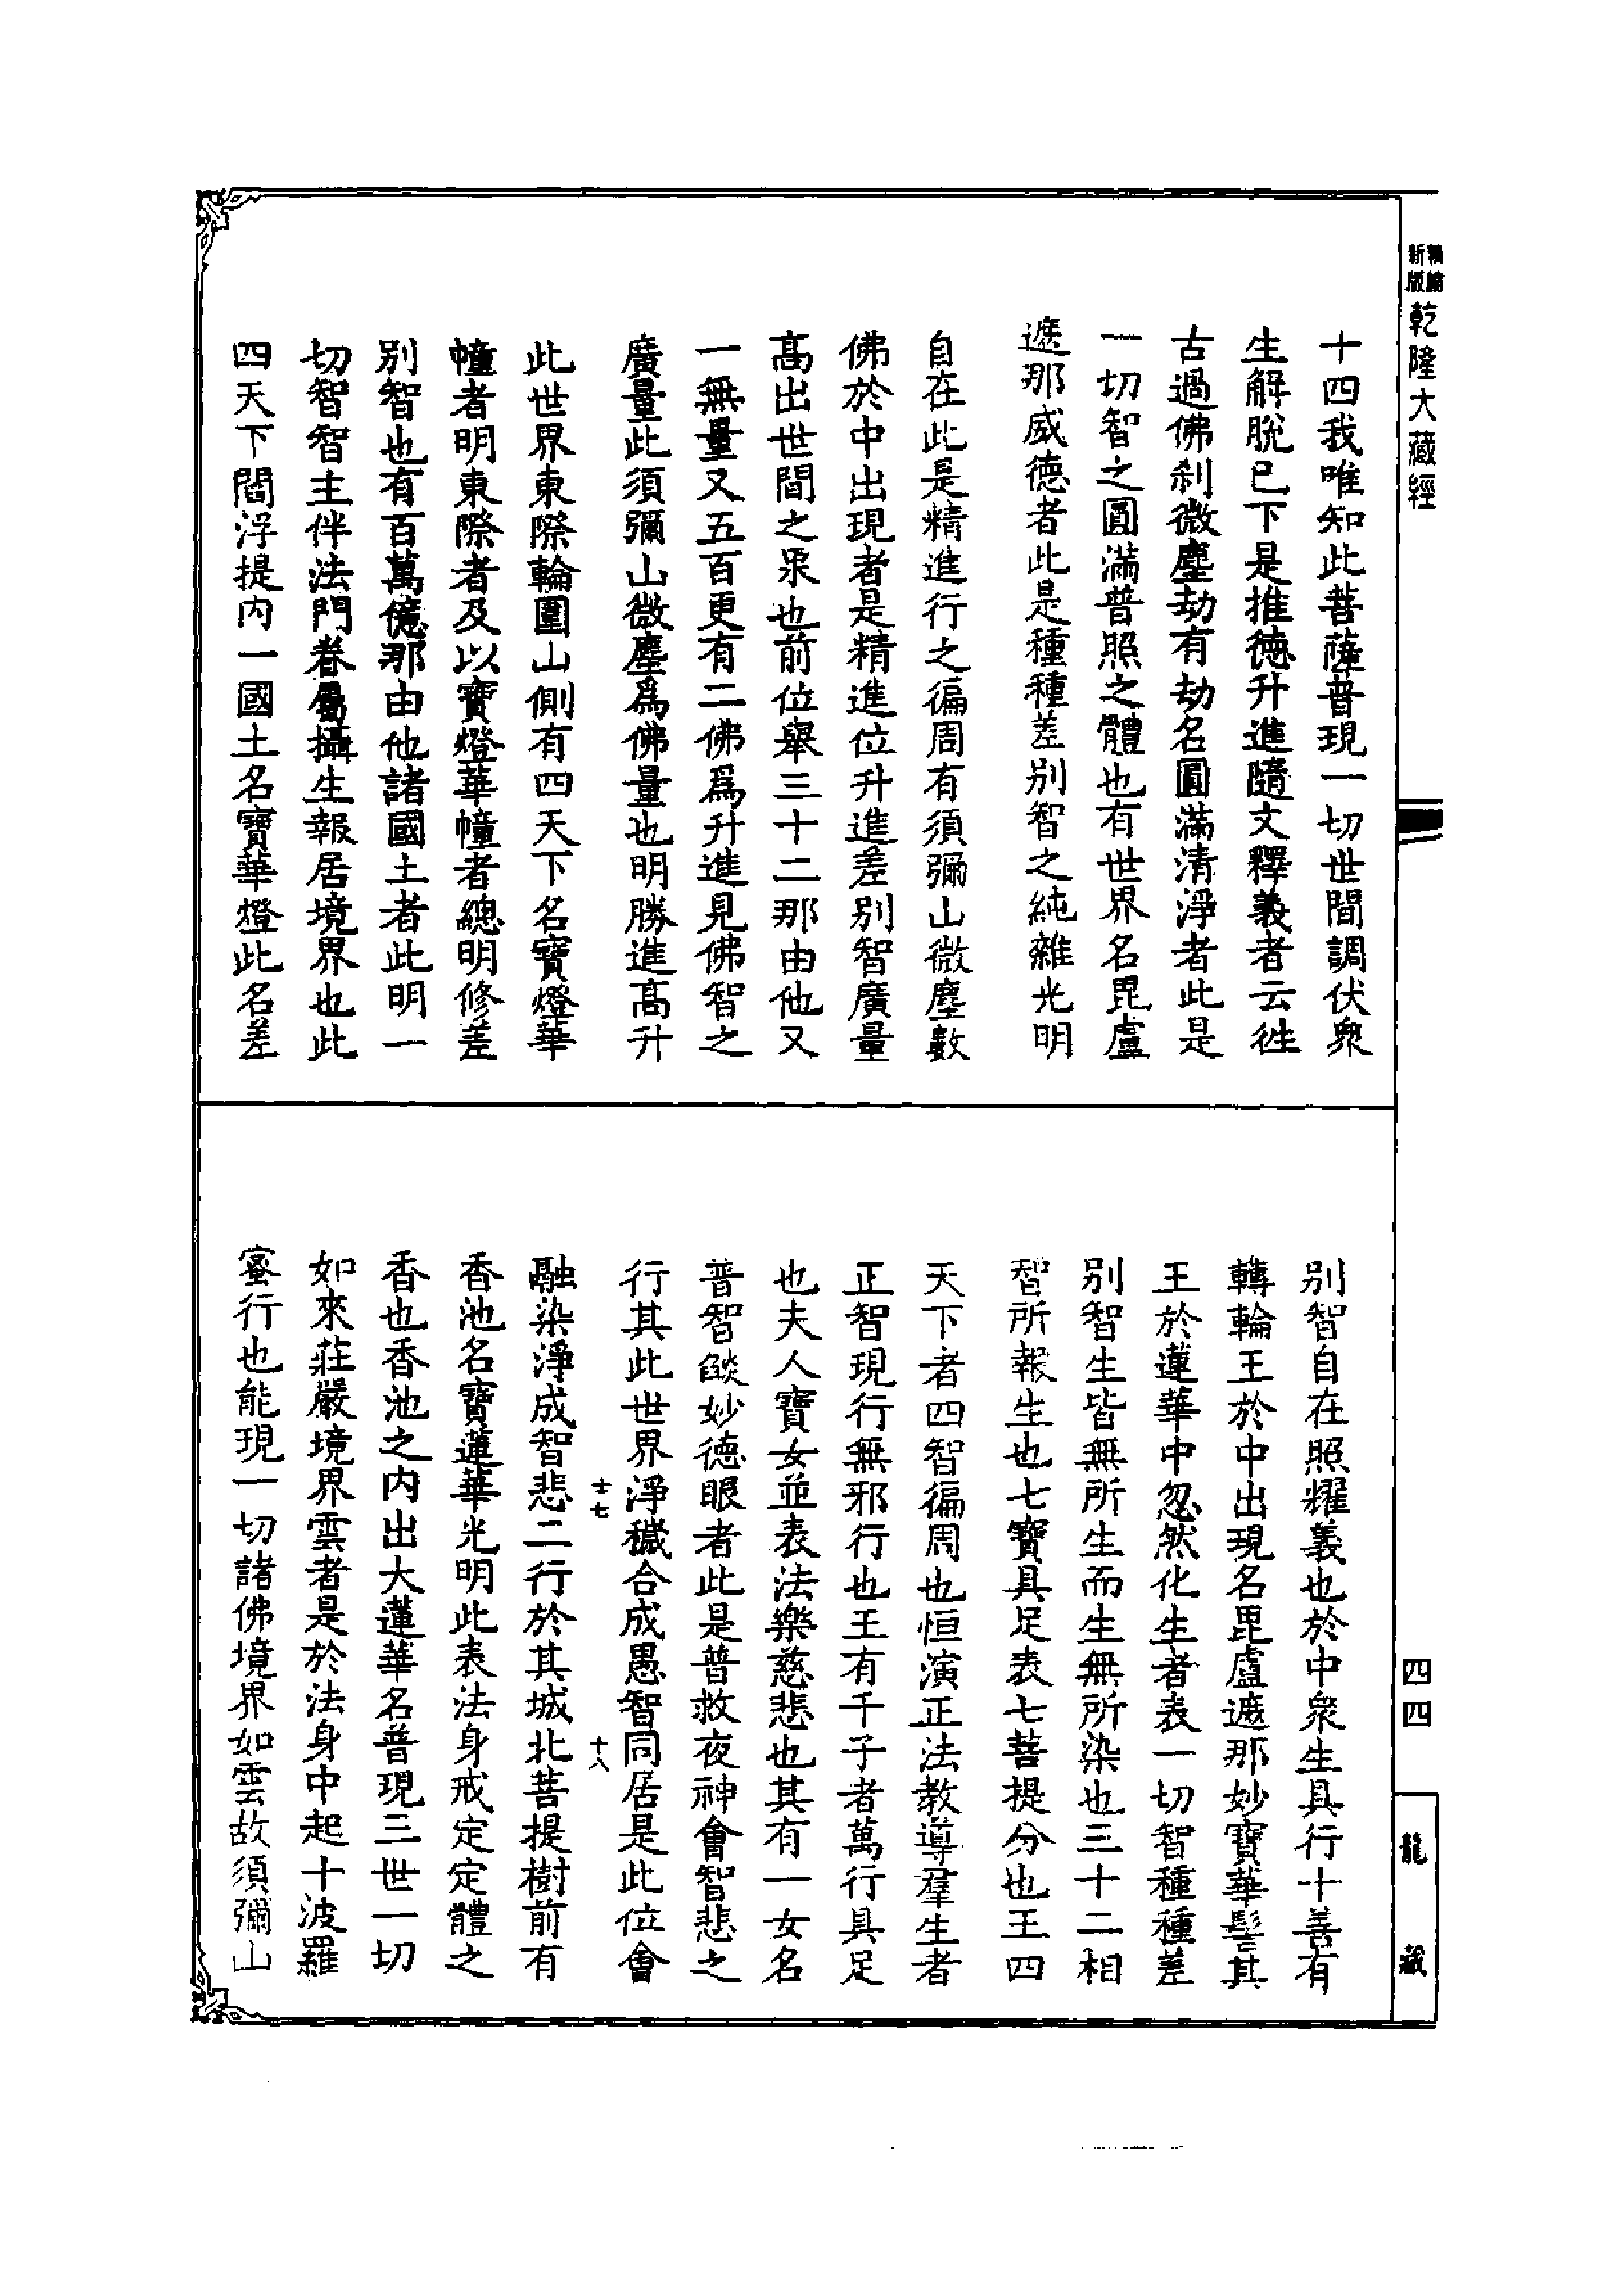 精縮
新版
乾隆大藏經
十四我唯知此菩薩普現一切世間調伏衆
生解脫已下是推德升進隨文釋義者云徃
古過佛刹微塵劫有劫名圓滿清淨者此是
一切智之圓滿普照之體也有世界名毘盧
遮那威德者此是種種差别智之純雜光明
自在此是精進行之徧周有須彌山微塵數
佛於中出現者是精進位升進差别智廣量
高出世間之杲也前位舉三十二那由他又
一無量又五百更有二佛爲升進見佛智之
廣量此須彌山微塵爲佛量也明勝進高升
此世界東際輪圍山側有四天下名寶燈華
幢者明東際者及以寶燈華幢者總明修差
别智也有百萬億那由他諸國土者此明一
切智智主伴法門眷屬攝生報居境界也此
四天下閻浮提内一國土名寶華燈此名差
别智自在照耀義也於中衆生具行十善有
轉輪王於中出現名毘盧遮那妙寶華髻其
王於蓮華中忽然化生者表一切智種種差
别智生皆無所生而生無所染也三十二相
智所報生也七寶具足表七菩提分也王四
天下者四智徧周也恒演正法教導羣生者
正智現行無邪行也王有千子者萬行具足
也夫人寶女並表法樂慈悲也其有一女名
普智燄妙德眼者此是普救夜神會智悲之
行其此世界淨穢合成愚智同居是此位會
十七
十八
融染淨成智悲二行於其城北菩提樹前有
香池名寶蓮華光明此表法身戒定定體之
香也香池之内出大蓮華名普現三世一切
如來莊嚴境界雲者是於法身中起十波羅
蜜行也能現一切諸佛境界如雲故須彌山
四四
龍藏